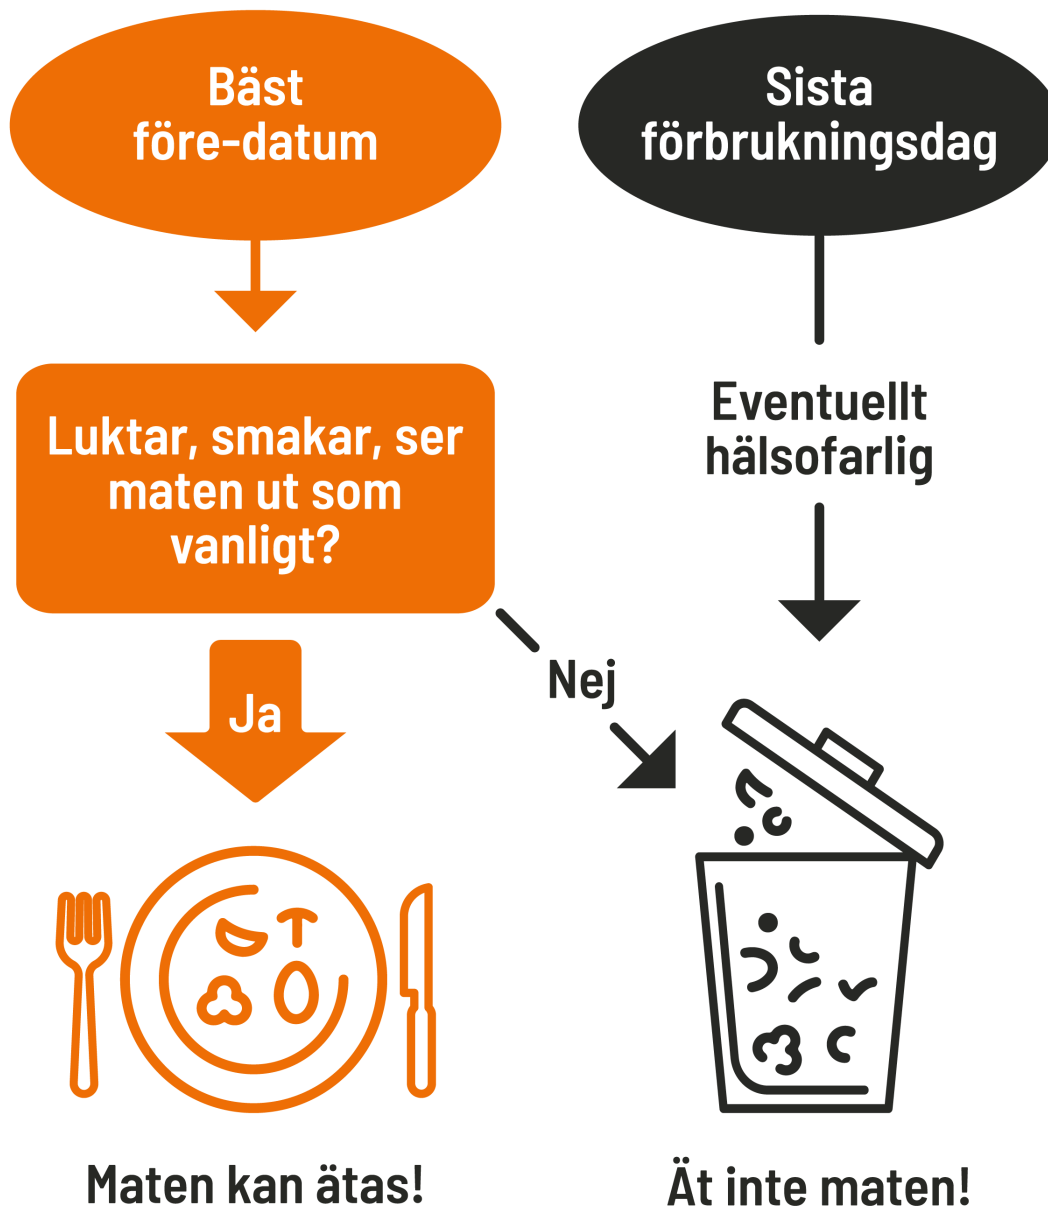 Bäst
före-datum
Luktar, smakar, ser
maten ut som
vanligt?
Ja
Nej
Maten kan ätas!
Sista
förbrukningsdag
Eventuellt
hälsofarlig
Ät inte maten!